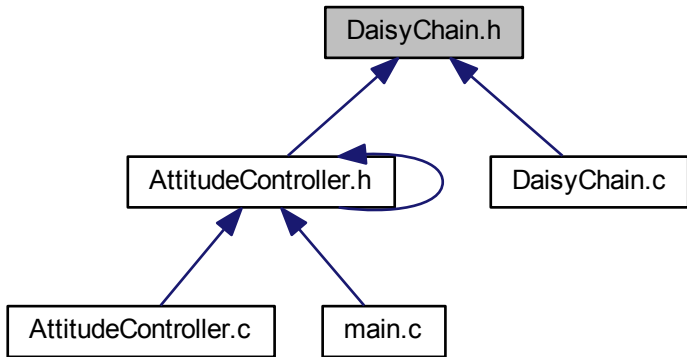 DaisyChain.h
AttitudeController.h
DaisyChain.c
AttitudeController.c
main.c